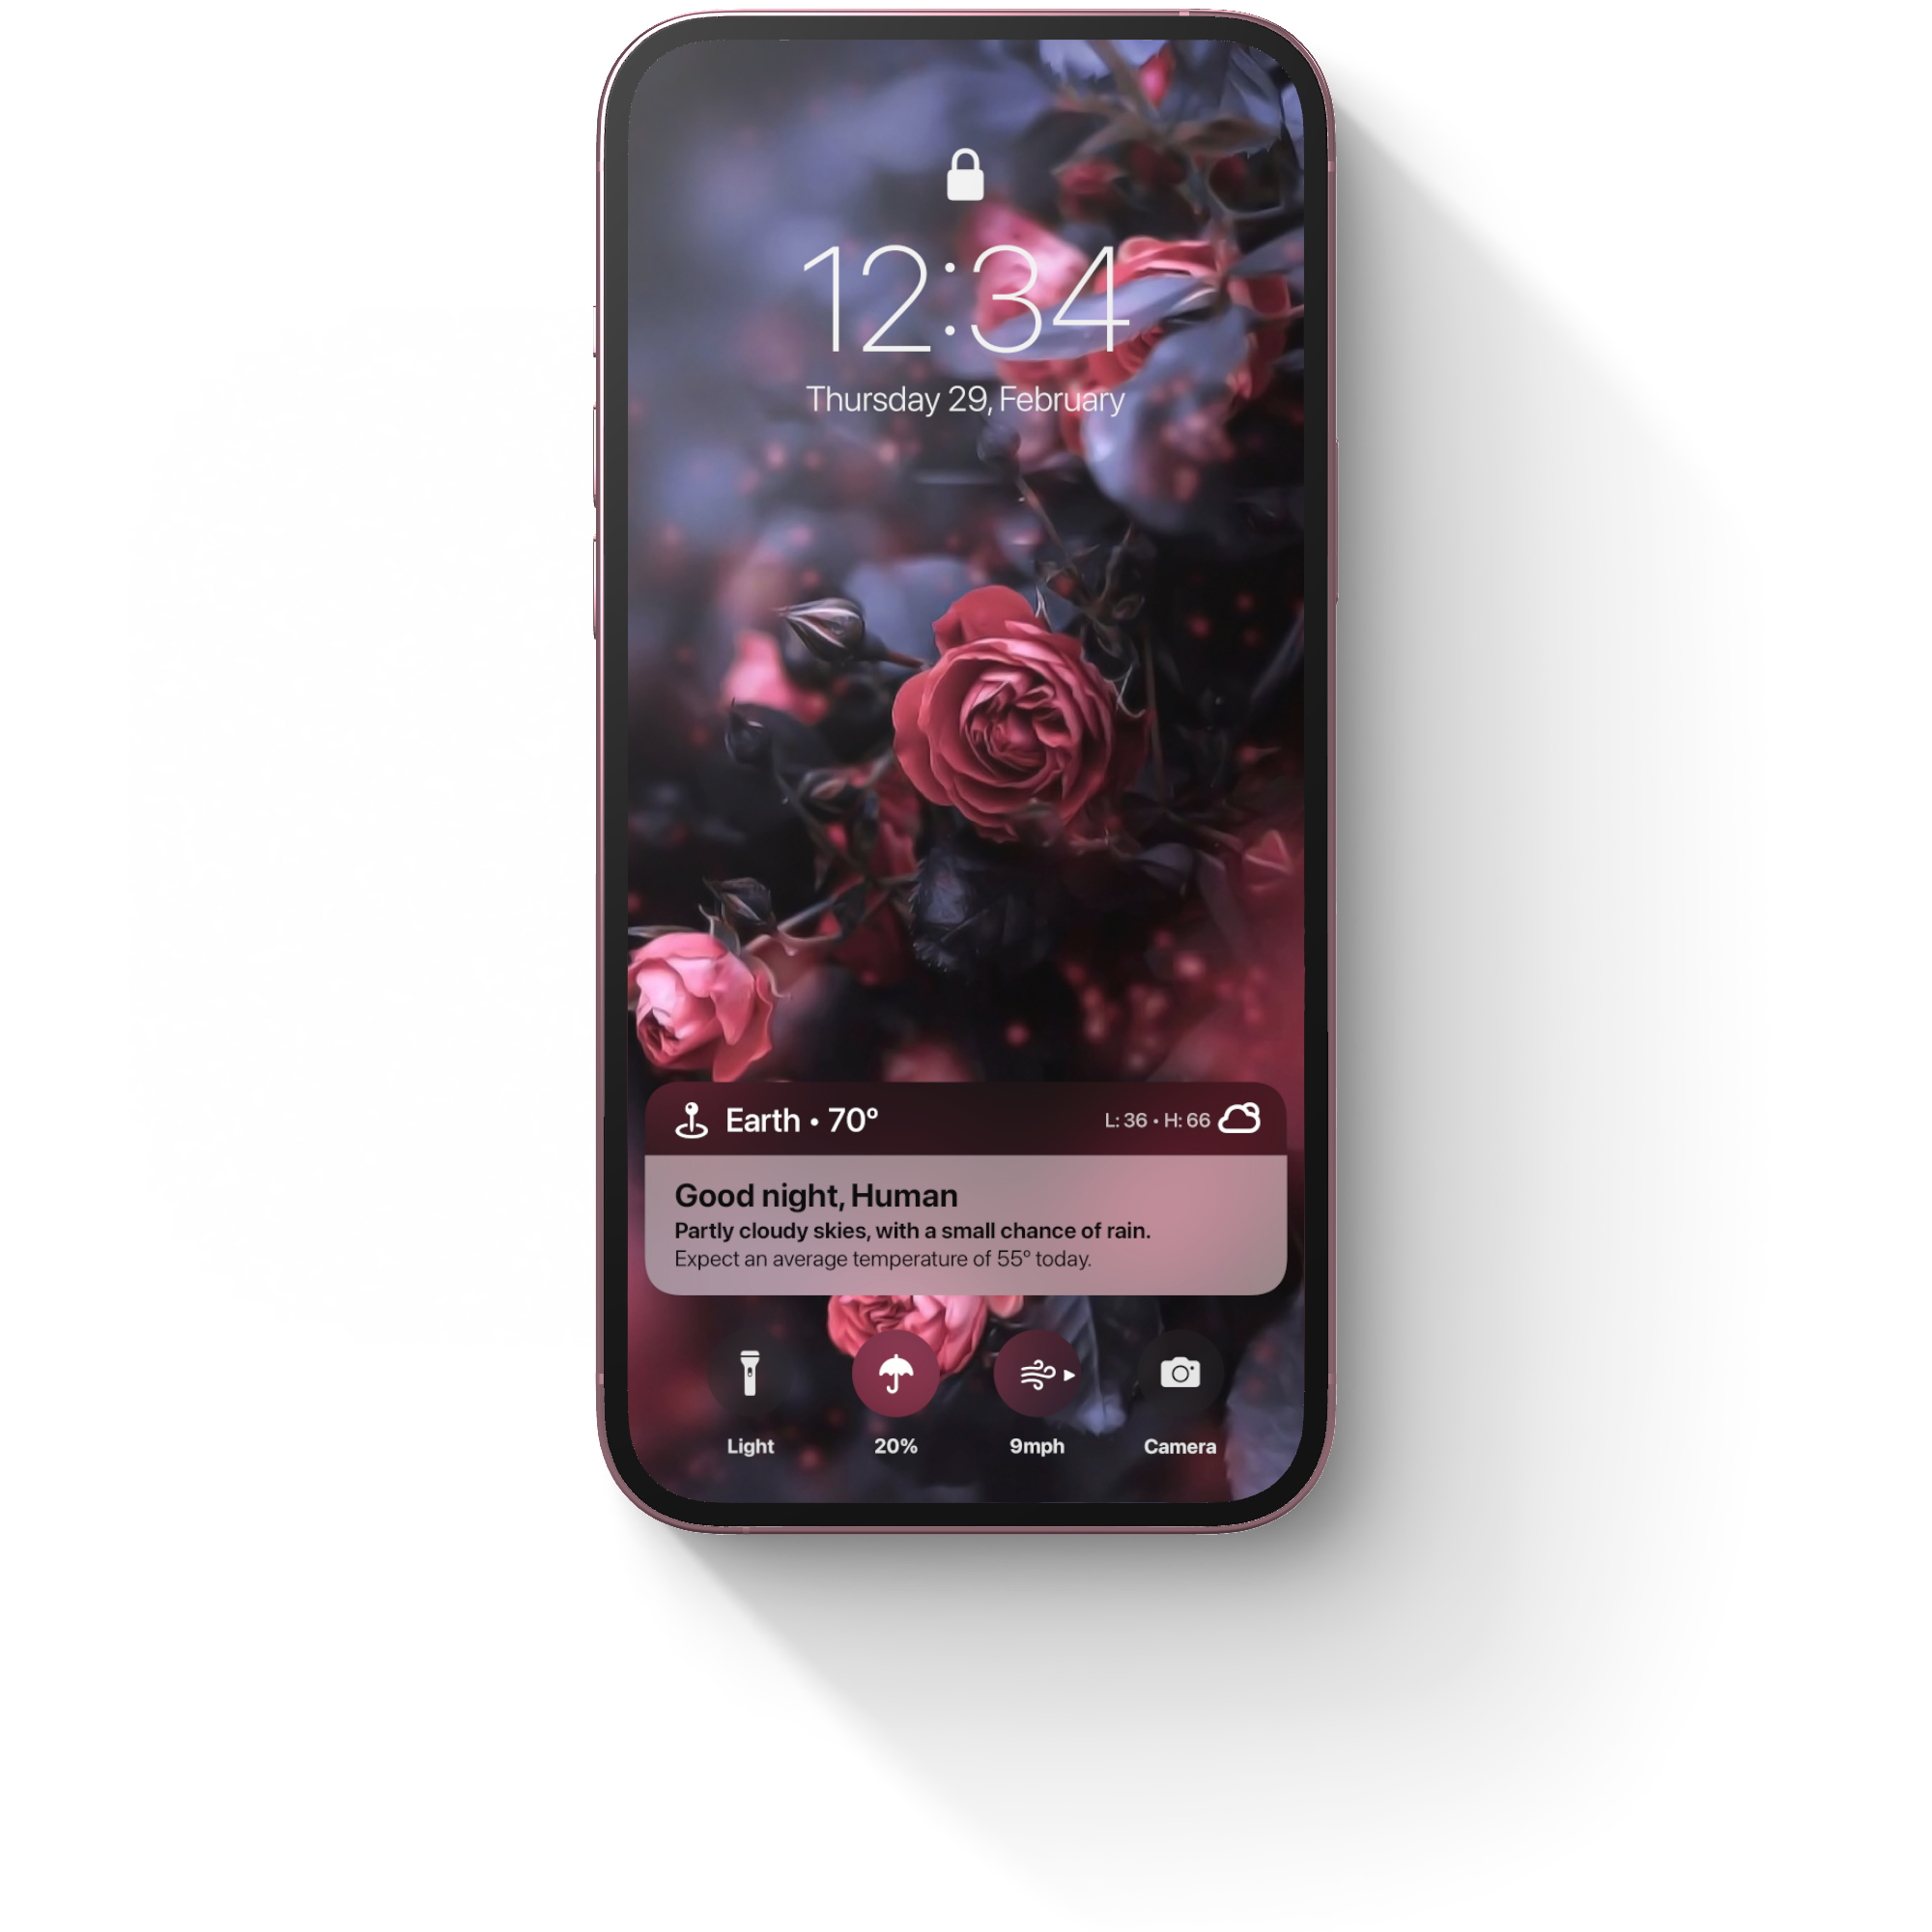 12:34
Thursday 29, February
Earth • 70°
L: 36 • H: 66
Good night, Human
Partly cloudy skies, with a small chance of rain.
Expect an average temperature of 55° today.
Light
20%
9mph
Camera